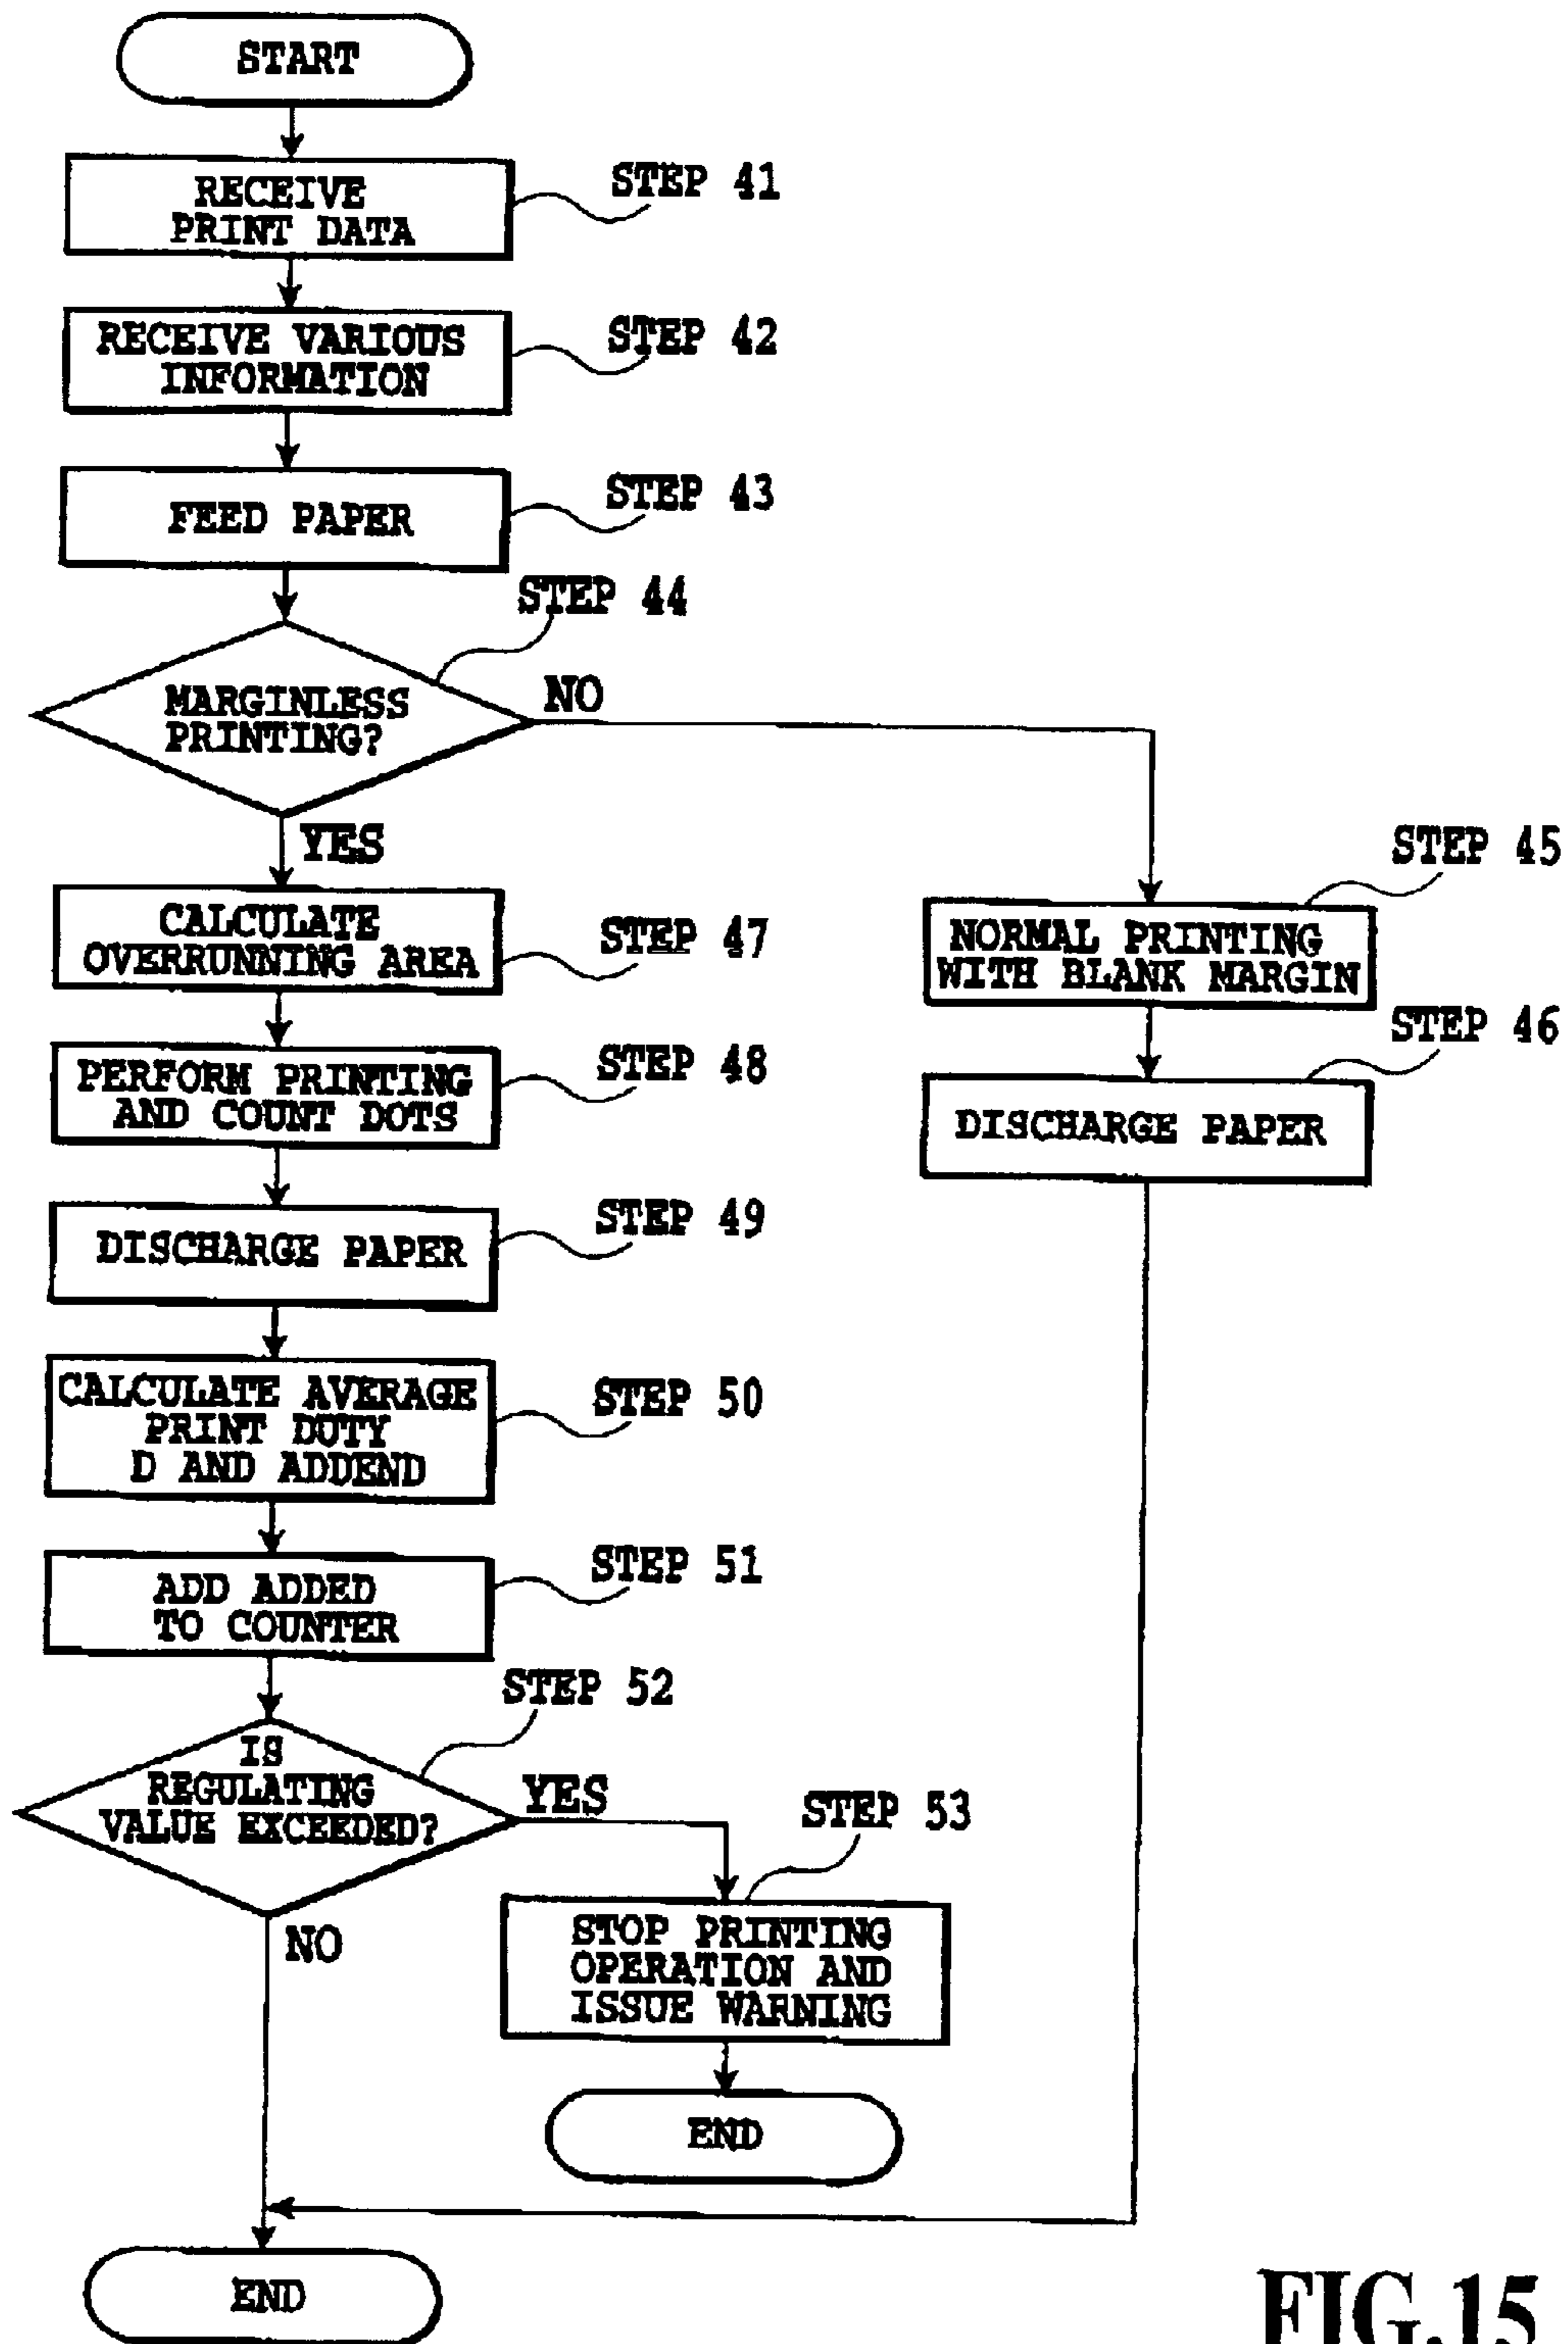 START
RECEIVE
PRINT DATA
STEP 41
RECEIVE VARIOUS
INFORMATION
STEP 42
FEED PAPER
STEP 43
STEP 44
MARGINLESS
PRINTING?
NO
YES
CALCULATE
OVERRUNNING AREA
STEP 47
STEP 45
NORMAL PRINTING
WITH BLANK MARGIN
PERFORM PRINTING
AND COUNT DOTS
STEP 48
STEP 46
DISCHARGE PAPER
DISCHARGE PAPER
STEP 49
CALCULATE AVERAGE
PRINT DUTY
D AND ADDEND
STEP 50
ADD ADDED
TO COUNTER
STEP 51
STEP 52
IS
REGULATING
VALUE EXCEEDED?
YES
STEP 53
NO
STOP PRINTING
OPERATION AND
ISSUE WARNING
END
END
FIG.15